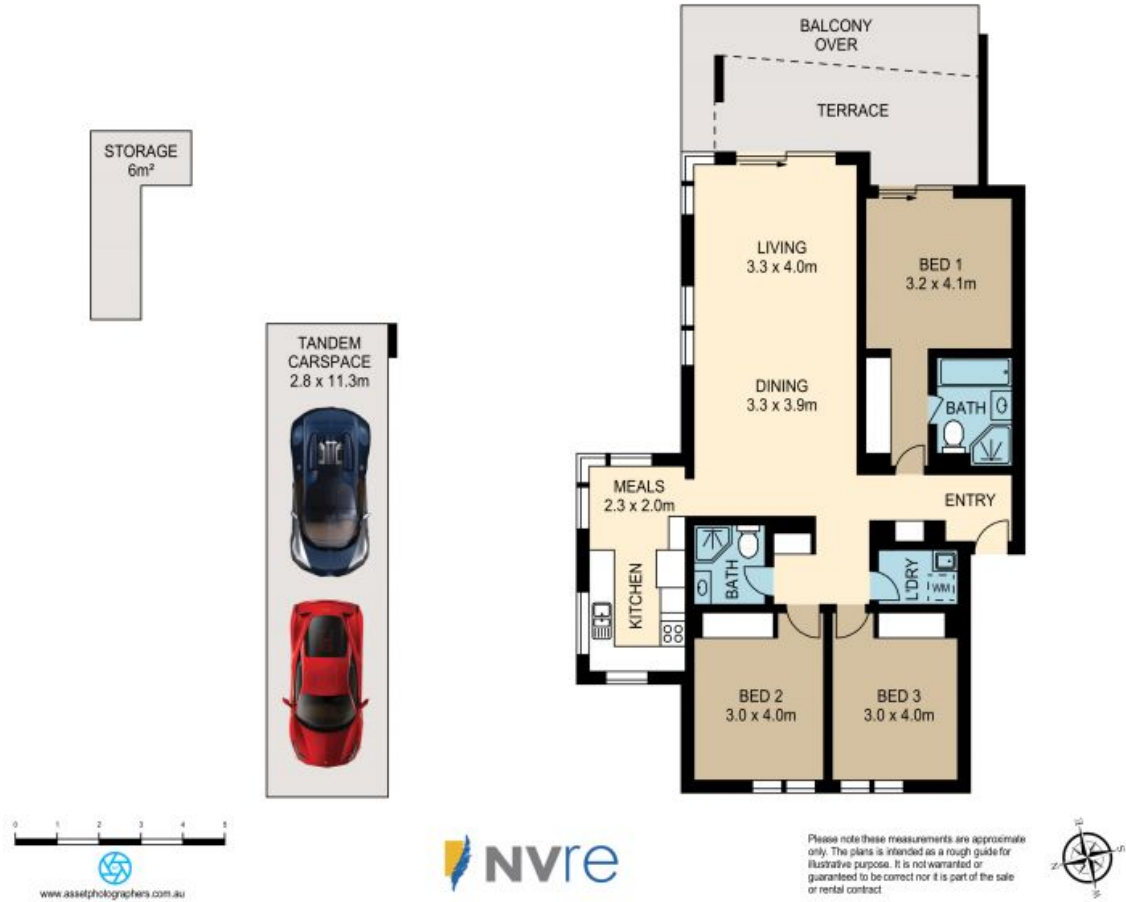 BALCONY
OVER
TERRACE
STORAGE
6m²
LIVING
3.3 x 4.0m
BED 1
3.2 x 4.1m
TANDEM
CARSPACE
2.8 x 11.3m
DINING
3.3 x 3.9m
BATH
MEALS
2.3 x 2.0m
ENTRY
BATH
L'DRY
WM
KITCHEN
BED 2
3.0 x 4.0m
BED 3
3.0 x 4.0m
0 1 2 3 4 5
www.assetphotographers.com.au
NVre
Please note these measurements are approximate
only. The plans is intended as a rough guide for
illustrative purpose. It is not warranted or
guaranteed to be correct nor it is part of the sale
or rental contract
E
S
N
W